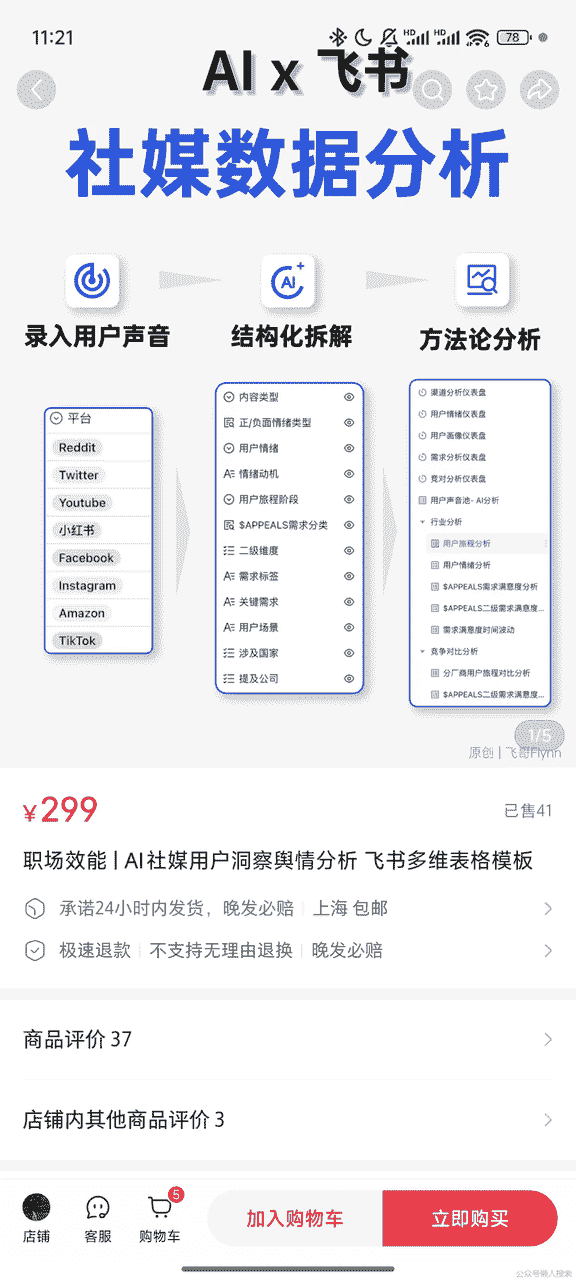 11:21
HD HD 6 78
AI x 飞书
社媒数据分析
AI
录入用户声音
结构化拆解
方法论分析
平台
Reddit
Twitter
Youtube
小红书
Facebook
Instagram
Amazon
TikTok
内容类型
正/负面情绪类型
用户情绪
情绪动机
用户旅程阶段
$APPEALS需求分类
二级维度
需求标签
关键需求
用户场景
涉及国家
提及公司
渠道分析仪表盘
用户情绪仪表盘
用户画像仪表盘
需求分析仪表盘
竞对分析仪表盘
用户声音池- AI分析
行业分析
用户旅程分析
用户情绪分析
$APPEALS需求满意度分析
$APPEALS二级需求满意度...
需求满意度时间波动
竞争对比分析
分厂商用户旅程对比分析
$APPEALS二级需求满意度...
1/5
原创 | 飞哥Flynn
¥299
已售41
职场效能 | AI社媒用户洞察舆情分析 飞书多维表格模板
承诺24小时内发货，晚发必赔 | 上海 包邮
极速退款 | 不支持无理由退换 | 晚发必赔
商品评价 37
店铺内其他商品评价 3
5
店铺
客服
购物车
加入购物车
立即购买
公众号懒人搜索